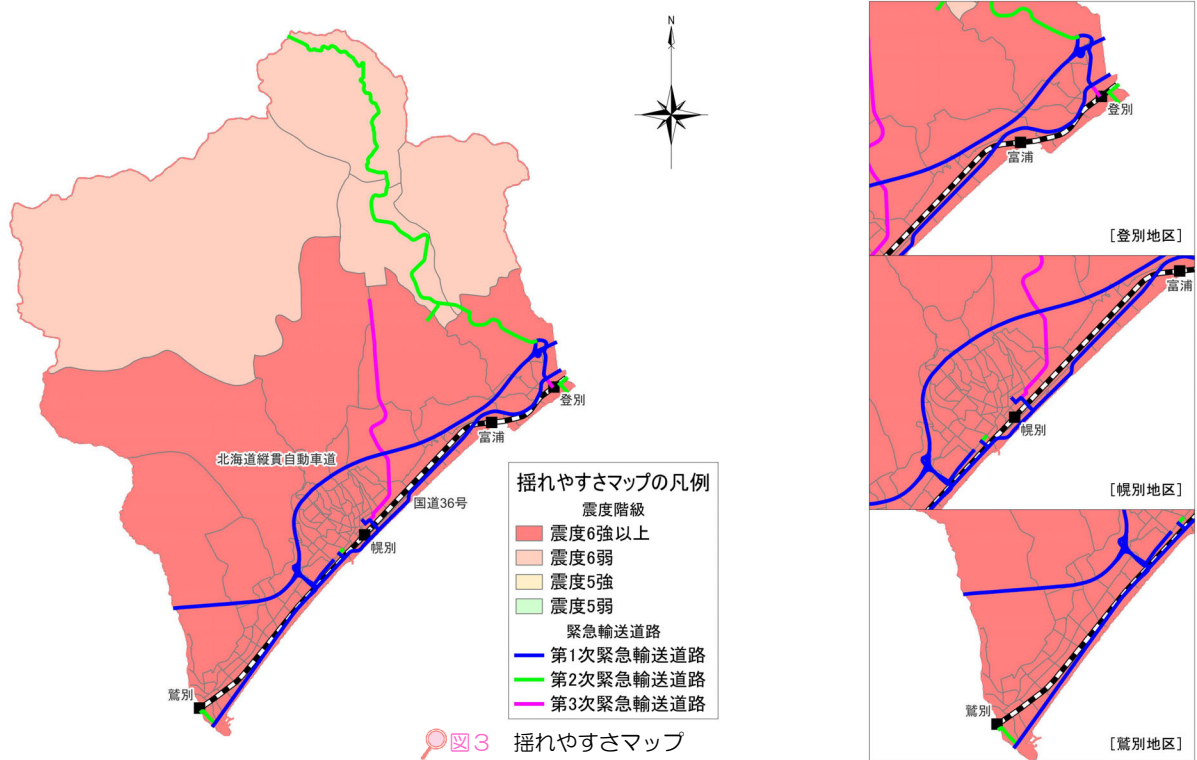 N
登別
富浦
北海道縦貫自動車道
国道36号
幌別
鷲別
揺れやすさマップの凡例
震度階級
震度6強以上
震度6弱
震度5強
震度5弱
緊急輸送道路
第1次緊急輸送道路
第2次緊急輸送道路
第3次緊急輸送道路
図3 揺れやすさマップ
登別
富浦
[登別地区]
富浦
幌別
[幌別地区]
鷲別
[鷲別地区]